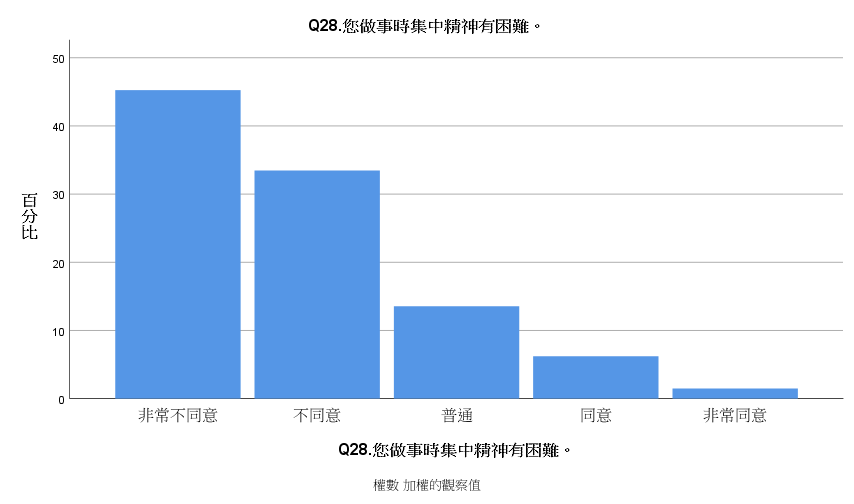 Q28.您做事時集中精神有困難。
50
40
30
20
10
0
百分比
非常不同意
不同意
普通
同意
非常同意
Q28.您做事時集中精神有困難。
權數 加權的觀察值